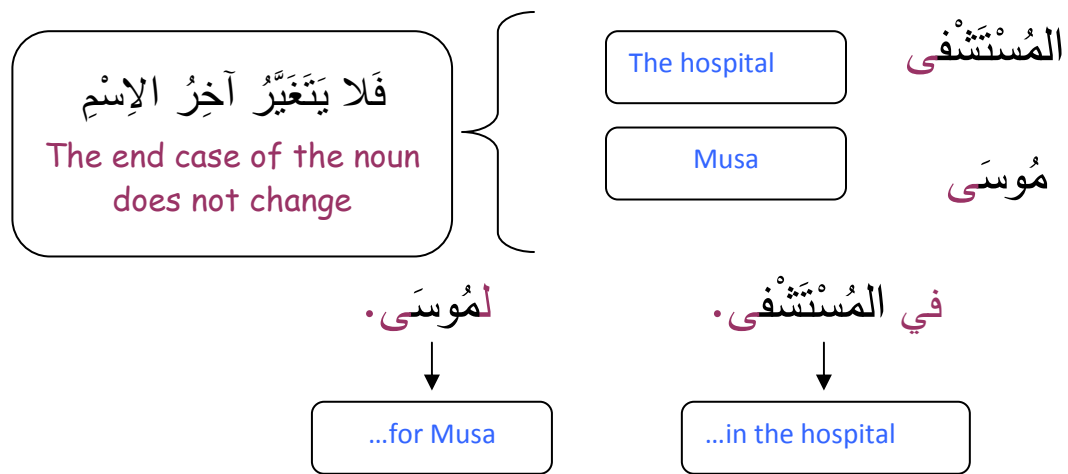 المُسْتَشْفى
The hospital
فَلا يَتَغَيَّرُ آخِرُ الاِسْمِ
The end case of the noun
does not change
مُوسَى
Musa
في المُسْتَشْفى.
لمُوسَى.
...in the hospital
...for Musa